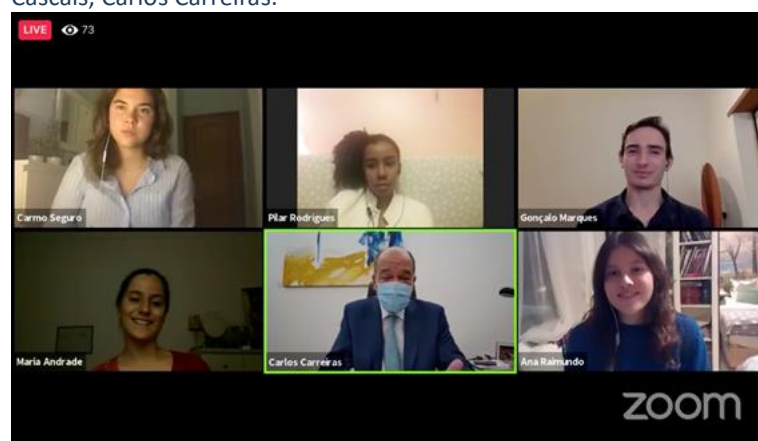 Cascais, Carlos Carreiras.
LIVE 73
Carmo Seguro
Pilar Rodrigues
Gonçalo Marques
Maria Andrade
Carlos Carreiras
Ana Raimundo
zoom